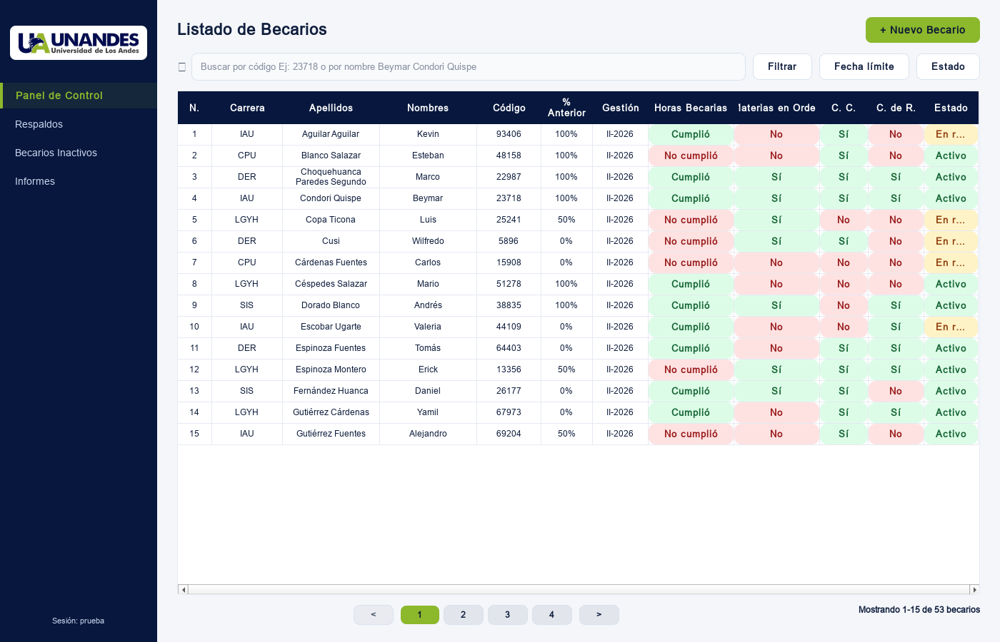 UA UNANDES
Universidad de Los Andes
Panel de Control
Respaldos
Becarios Inactivos
Informes
Sesión: prueba
Listado de Becarios
+ Nuevo Becario
Buscar por código Ej: 23718 o por nombre Beymar Condori Quispe
Filtrar
Fecha límite
Estado
N. Carrera Apellidos Nombres Código % Anterior Gestión Horas Becarias Materias en Orde C. C. C. de R. Estado
1 IAU Aguilar Aguilar Kevin 93406 100% II-2026 Cumplió No Sí No En r...
2 CPU Blanco Salazar Esteban 48158 100% II-2026 No cumplió No Sí No Activo
3 DER Choquehuanca Paredes Segundo Marco 22987 100% II-2026 Cumplió Sí Sí Sí Activo
4 IAU Condori Quispe Beymar 23718 100% II-2026 Cumplió Sí Sí Sí Activo
5 LGYH Copa Ticona Luis 25241 50% II-2026 No cumplió Sí No No En r...
6 DER Cusi Wilfredo 5896 0% II-2026 No cumplió Sí Sí No En r...
7 CPU Cárdenas Fuentes Carlos 15908 0% II-2026 No cumplió No No No En r...
8 LGYH Céspedes Salazar Mario 51278 100% II-2026 Cumplió No No No Activo
9 SIS Dorado Blanco Andrés 38835 100% II-2026 Cumplió Sí No Sí Activo
10 IAU Escobar Ugarte Valeria 44109 0% II-2026 Cumplió No No Sí En r...
11 DER Espinoza Fuentes Tomás 64403 0% II-2026 Cumplió No Sí Sí Activo
12 LGYH Espinoza Montero Erick 13356 50% II-2026 No cumplió Sí Sí Sí Activo
13 SIS Fernández Huanca Daniel 26177 0% II-2026 Cumplió Sí Sí No Activo
14 LGYH Gutiérrez Cárdenas Yamil 67973 0% II-2026 Cumplió No Sí Sí Activo
15 IAU Gutiérrez Fuentes Alejandro 69204 50% II-2026 No cumplió No Sí No Activo
< 1 2 3 4 >
Mostrando 1-15 de 53 becarios